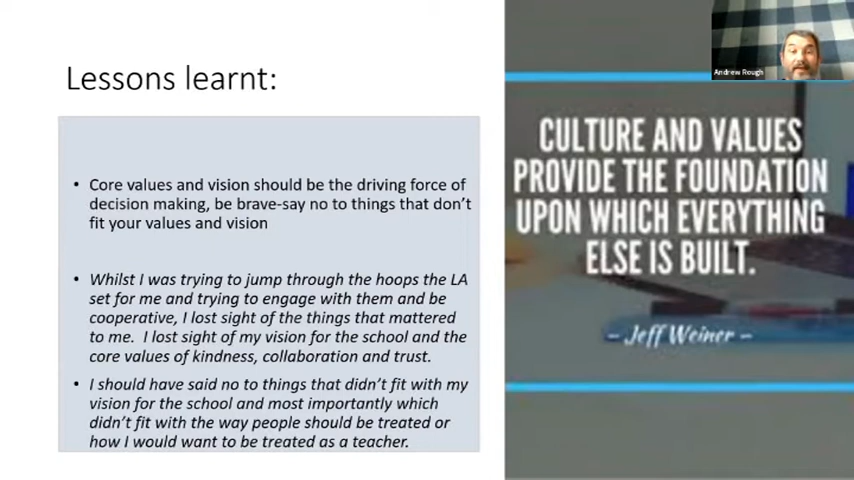 Lessons learnt:
• Core values and vision should be the driving force of
decision making, be brave-say no to things that don’t
fit your values and vision
• Whilst I was trying to jump through the hoops the LA
set for me and trying to engage with them and be
cooperative, I lost sight of the things that mattered
to me.  I lost sight of my vision for the school and the
core values of kindness, collaboration and trust.
• I should have said no to things that didn’t fit with my
vision for the school and most importantly which
didn’t fit with the way people should be treated or
how I would want to be treated as a teacher.
Andrew Rough
CULTURE AND VALUES
PROVIDE THE FOUNDATION
UPON WHICH EVERYTHING
ELSE IS BUILT.
– Jeff Weiner –